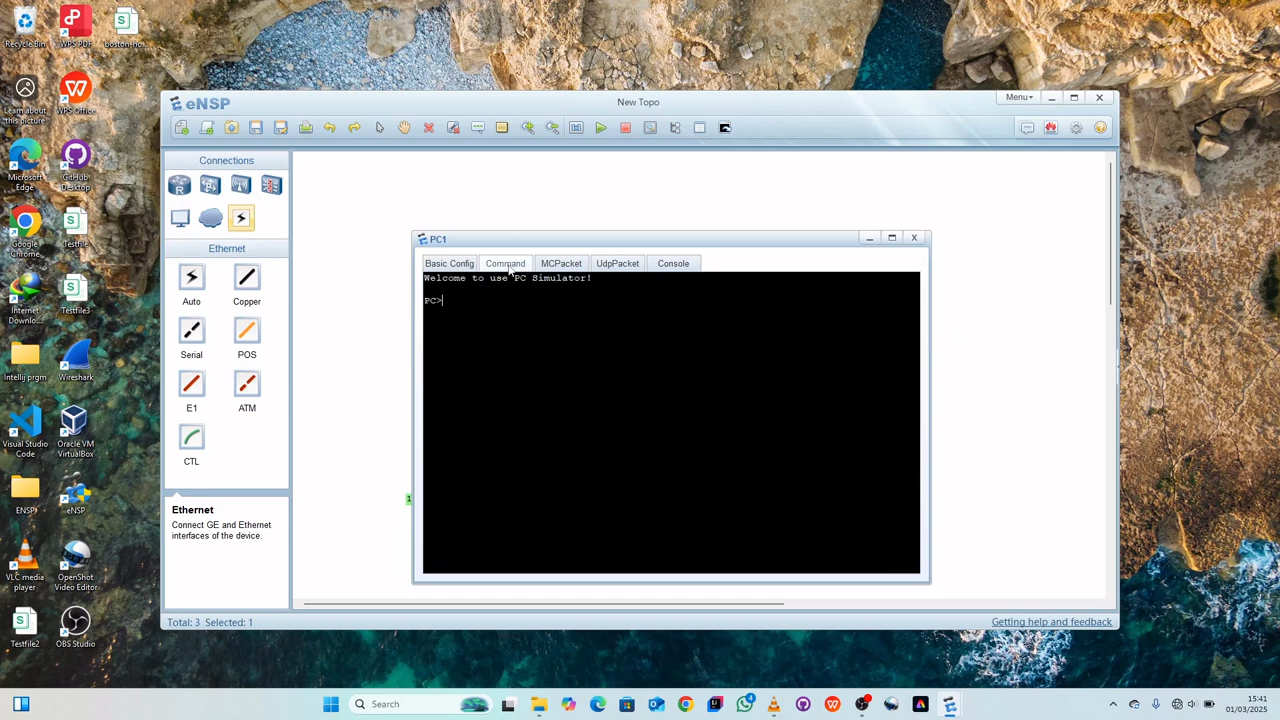 Recycle Bin
WPS PDF
boston-ho...
Learn about
this picture
WPS Office
Microsoft
Edge
GitHub
Desktop
Google
Chrome
Testfile
Internet
Downlo...
Testfile3
Intellij prgm
Wireshark
Visual Studio
Code
Oracle VM
VirtualBox
ENSP
eNSP
VLC media
player
OpenShot
Video Editor
Testfile2
OBS Studio
eNSP
New Topo
Menu
Connections
Ethernet
Auto
Copper
Serial
POS
E1
ATM
CTL
Ethernet
Connect GE and Ethernet
interfaces of the device.
PC1
Basic Config
Command
MCPacket
UdpPacket
Console
Welcome to use PC Simulator!
PC>
1
Total: 3 Selected: 1
Getting help and feedback
Search
4
15:41
01/03/2025